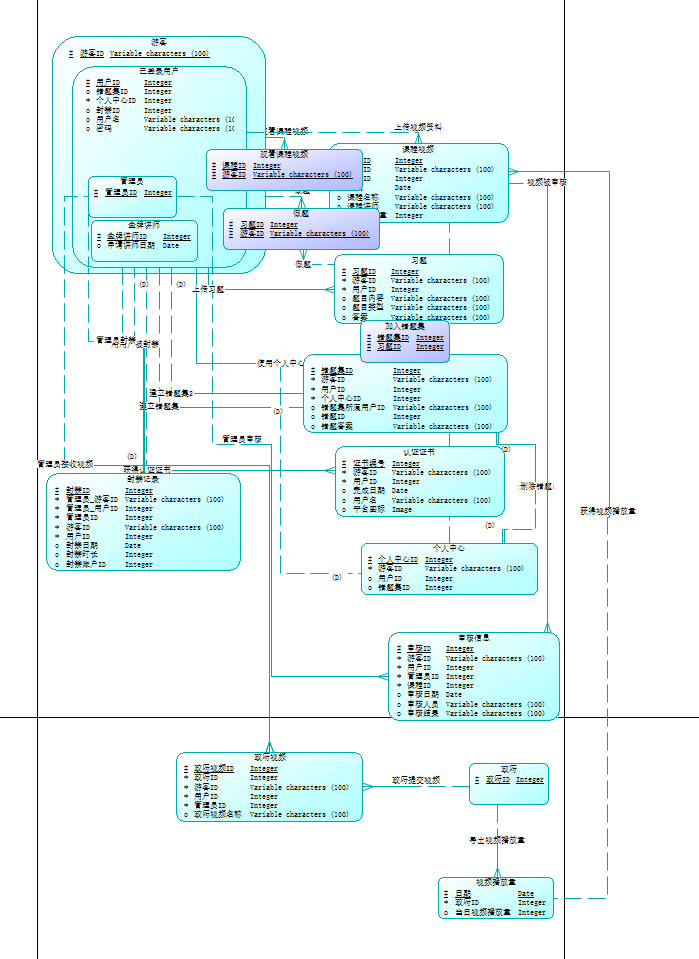 游客
# 游客ID Variable characters (100)
已登录用户
# 用户ID Integer
o 错题集ID Integer
* 个人中心ID Integer
o 封禁ID Integer
o 用户名 Variable characters (10
o 密码 Variable characters (10
管理员
# 管理员ID Integer
金牌讲师
# 金牌讲师ID Integer
o 申请讲师日期 Date
看课程视频
上传视频资料
观看课程视频
# 课程ID Integer
# 游客ID Variable characters (100)
课程视频
ID Integer
ID Variable characters (100)
ID Integer
Date
o 课程名称 Variable characters (100)
o 课程讲师 Variable characters (100)
量 Integer
视频被审核
做题
做题
# 习题ID Integer
# 游客ID Variable characters (100)
做题
习题
# 习题ID Integer
* 游客ID Variable characters (100)
* 用户ID Integer
o 题目内容 Variable characters (100)
o 题目类型 Variable characters (100)
o 答案 Variable characters (100)
(D)
(D)
上传习题
加入错题集
# 错题集ID Integer
# 习题ID Integer
管理员封禁
用户被封禁
使用个人中心
# 错题集ID Integer
* 游客ID Variable characters (100)
* 用户ID Integer
* 个人中心ID Integer
o 错题集所属用户ID Variable characters (100)
o 错题ID Integer
o 错题答案 Variable characters (100)
建立错题集2
建立错题集
(D)
管理员审核
(D)
(D)
管理员接收视频
获得认证证书
认证证书
# 证书编号 Integer
* 游客ID Variable characters (100)
* 用户ID Integer
o 完成日期 Date
o 用户名 Variable characters (100)
o 平台图标 Image
删除错题
获得视频播放量
封禁记录
# 封禁ID Integer
* 管理员_游客ID Variable characters (100)
* 管理员_用户ID Integer
* 管理员ID Integer
* 游客ID Variable characters (100)
* 用户ID Integer
o 封禁日期 Date
o 封禁时长 Integer
o 封禁账户ID Integer
(D)
(D)
个人中心
# 个人中心ID Integer
* 游客ID Variable characters (100)
o 用户ID Integer
o 错题集ID Integer
审核信息
# 审核ID Integer
* 游客ID Variable characters (100)
* 用户ID Integer
* 管理员ID Integer
* 课程ID Integer
o 审核日期 Date
o 审核人员 Variable characters (100)
o 审核结果 Variable characters (100)
政府视频
# 政府视频ID Integer
* 政府ID Integer
* 游客ID Variable characters (100)
* 用户ID Integer
* 管理员ID Integer
o 政府视频名称 Variable characters (100)
政府提交视频
政府
# 政府ID Integer
导出视频播放量
视频播放量
# 日期 Date
* 政府ID Integer
o 当日视频播放量 Integer